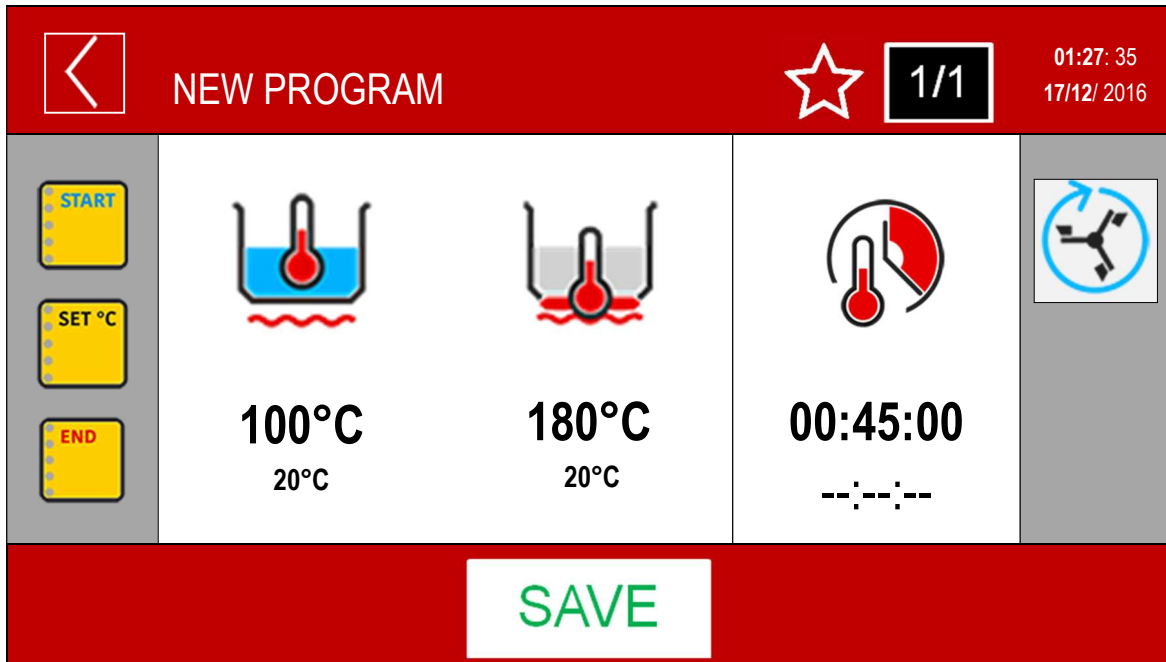 NEW PROGRAM
1/1
01:27: 35
17/12/ 2016
START
SET °C
END
100°C
20°C
180°C
20°C
00:45:00
--:--:--
SAVE